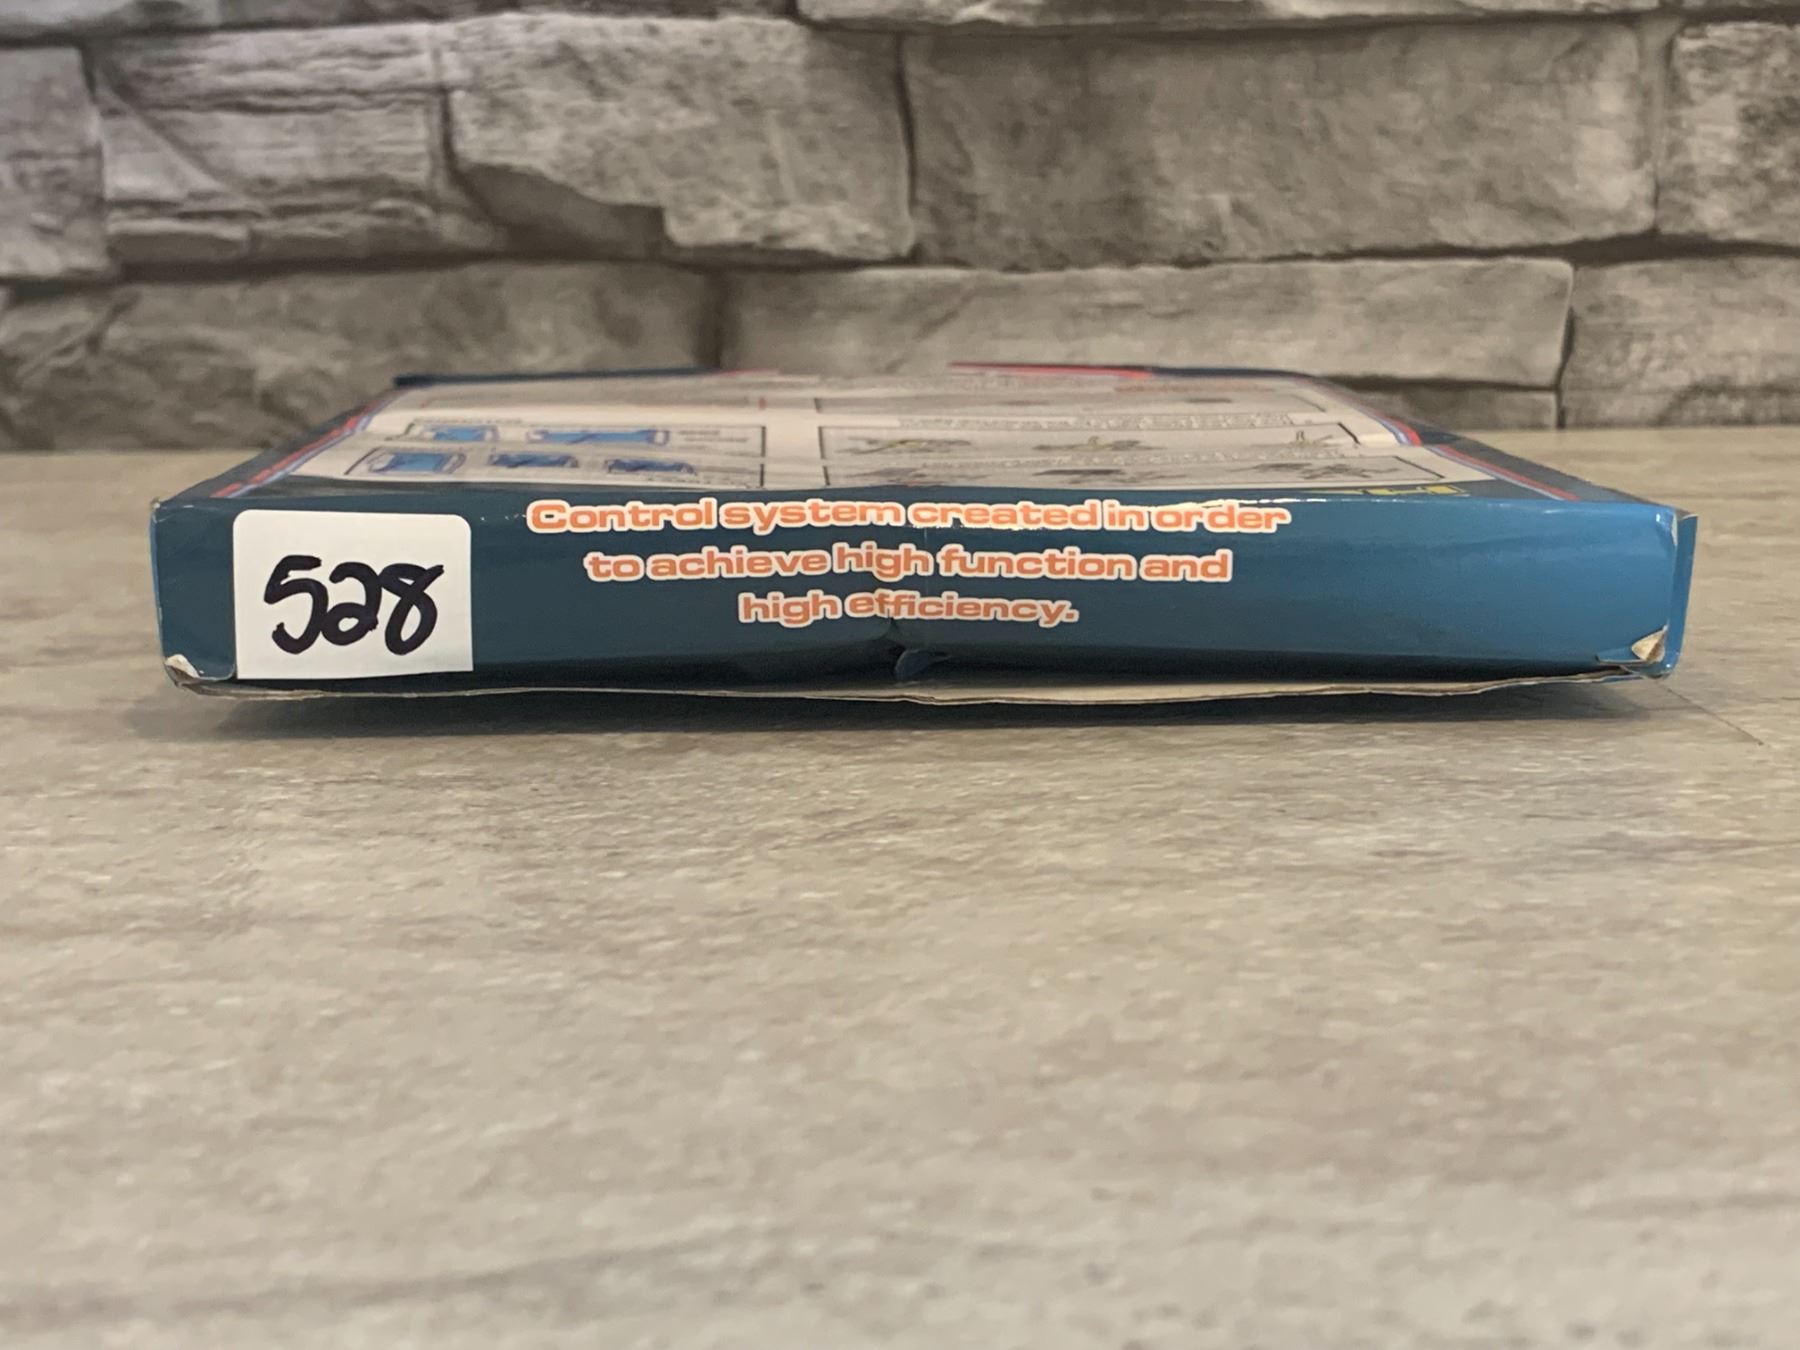 528
Control system created in order
to achieve high function and
high efficiency.